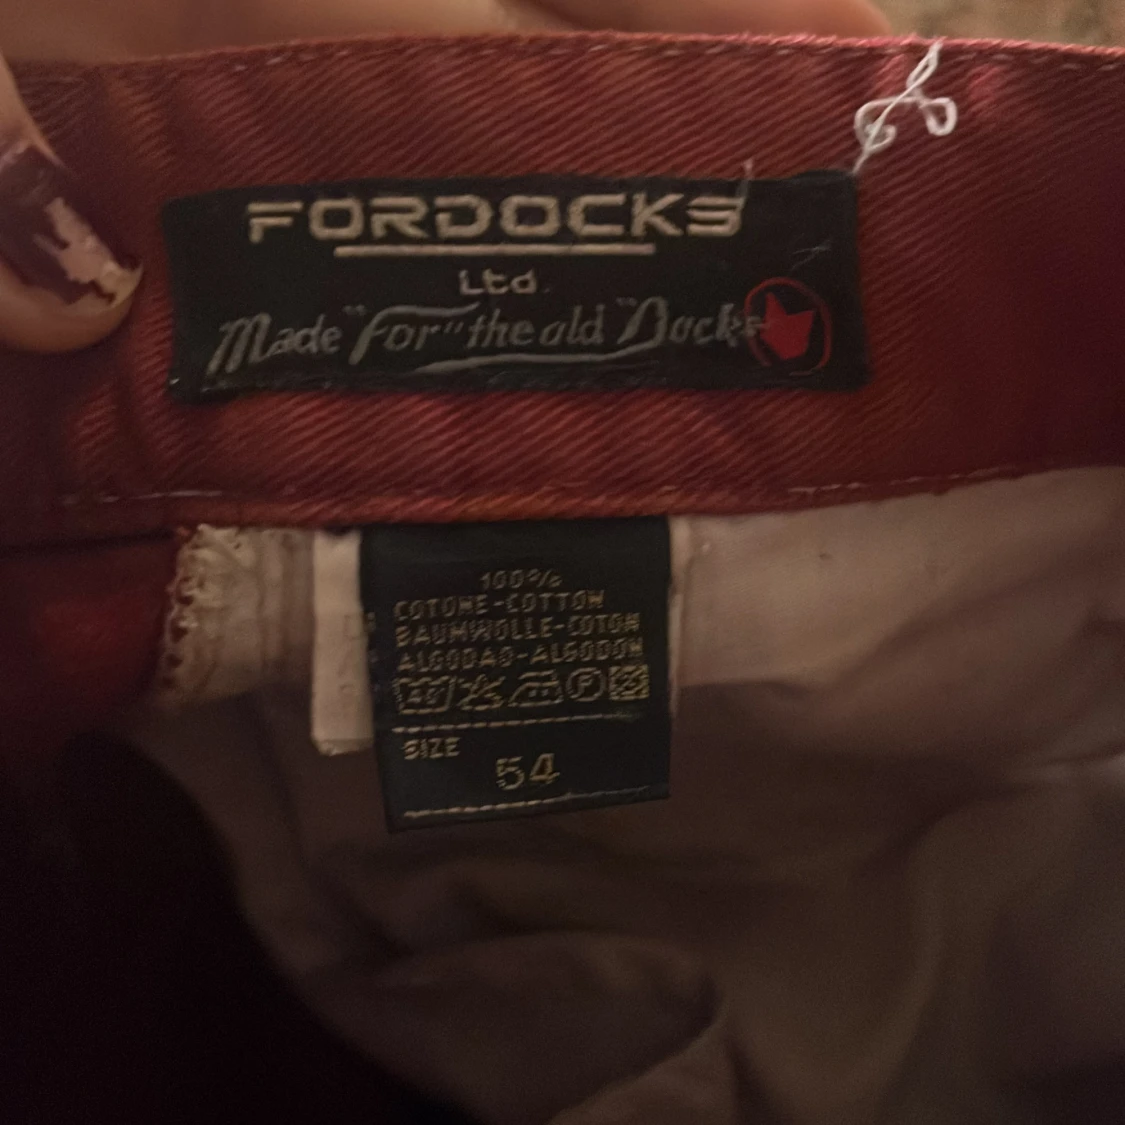 FORDOCKS
Ltd.
Made "For" the old "Docks
100%
COTONE-COTTON
BAUMWOLLE-COTON
ALGODAO-ALGODON
P
SIZE
54